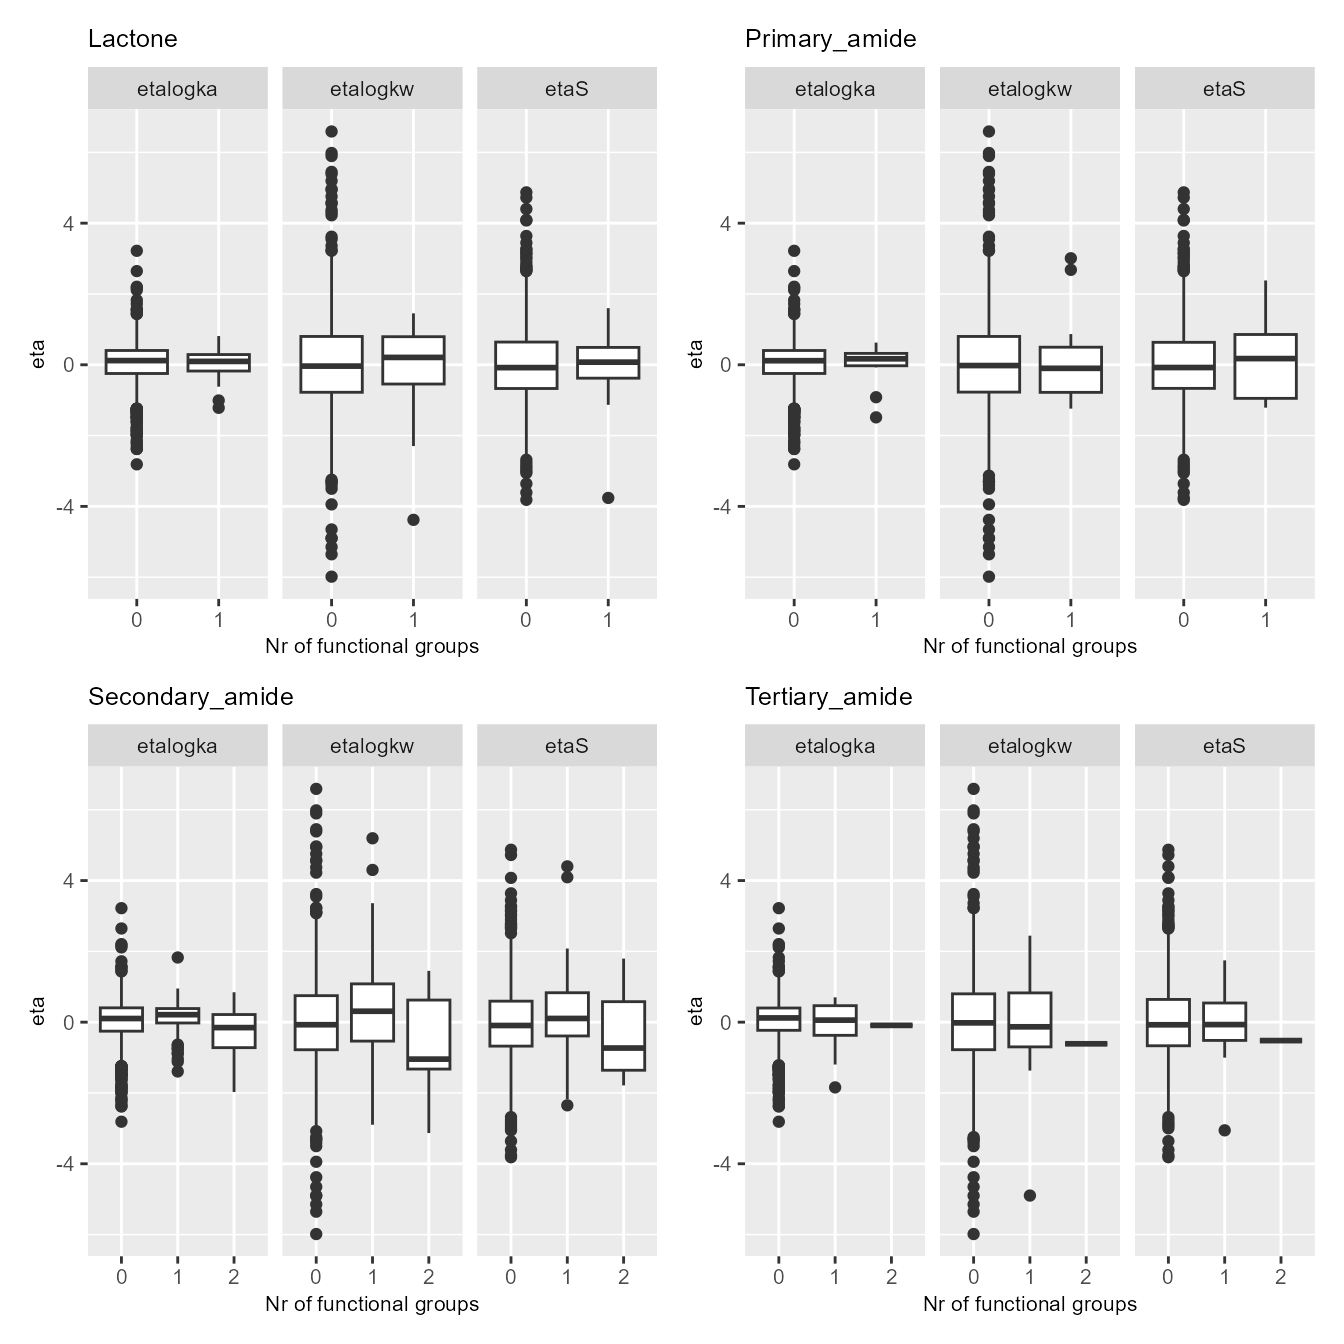 Lactone
etalogka etalogkw etaS
eta
4
0
-4
0 1 0 1 0 1
Nr of functional groups
Primary_amide
etalogka etalogkw etaS
eta
4
0
-4
0 1 0 1 0 1
Nr of functional groups
Secondary_amide
etalogka etalogkw etaS
eta
4
0
-4
0 1 2 0 1 2 0 1 2
Nr of functional groups
Tertiary_amide
etalogka etalogkw etaS
eta
4
0
-4
0 1 2 0 1 2 0 1 2
Nr of functional groups